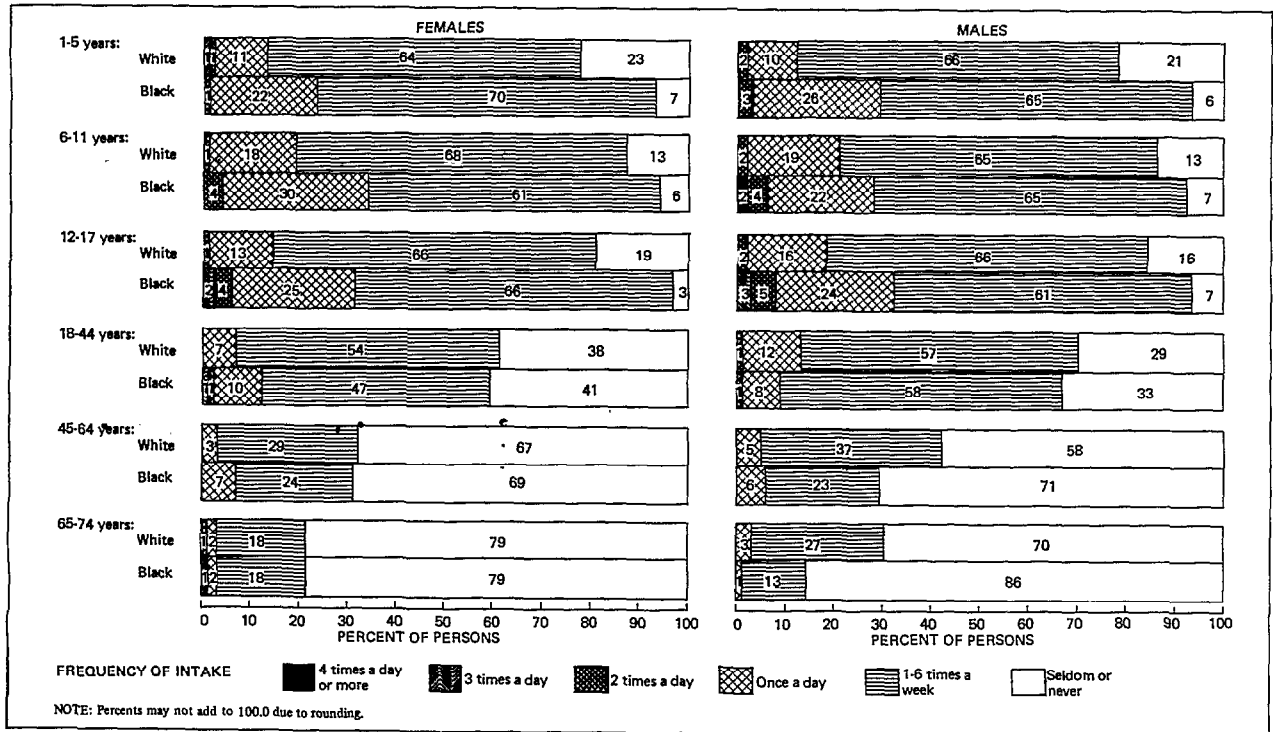 FEMALES
MALES
1-5 years:
White 11 11 64 23 2 10 66 21
Black 1 1 22 70 7 3 26 65 6
6-11 years:
White 1 18 68 13 2 19 65 13
Black 4 30 61 6 2 4 22 65 7
12-17 years:
White 1 13 66 19 2 16 66 16
Black 2 4 25 66 3 3 5 24 61 7
18-44 years:
White 7 54 38 1 12 57 29
Black 1 1 10 47 41 1 8 58 33
45-64 years:
White 3 29 67 5 37 58
Black 7 24 69 6 23 71
65-74 years:
White 1 2 18 79 3 27 70
Black 1 2 18 79 1 13 86
0 10 20 30 40 50 60 70 80 90 100 0 10 20 30 40 50 60 70 80 90 100
PERCENT OF PERSONS PERCENT OF PERSONS
FREQUENCY OF INTAKE
4 times a day
or more
3 times a day
2 times a day
Once a day
1-6 times a
week
Seldom or
never
NOTE: Percents may not add to 100.0 due to rounding.